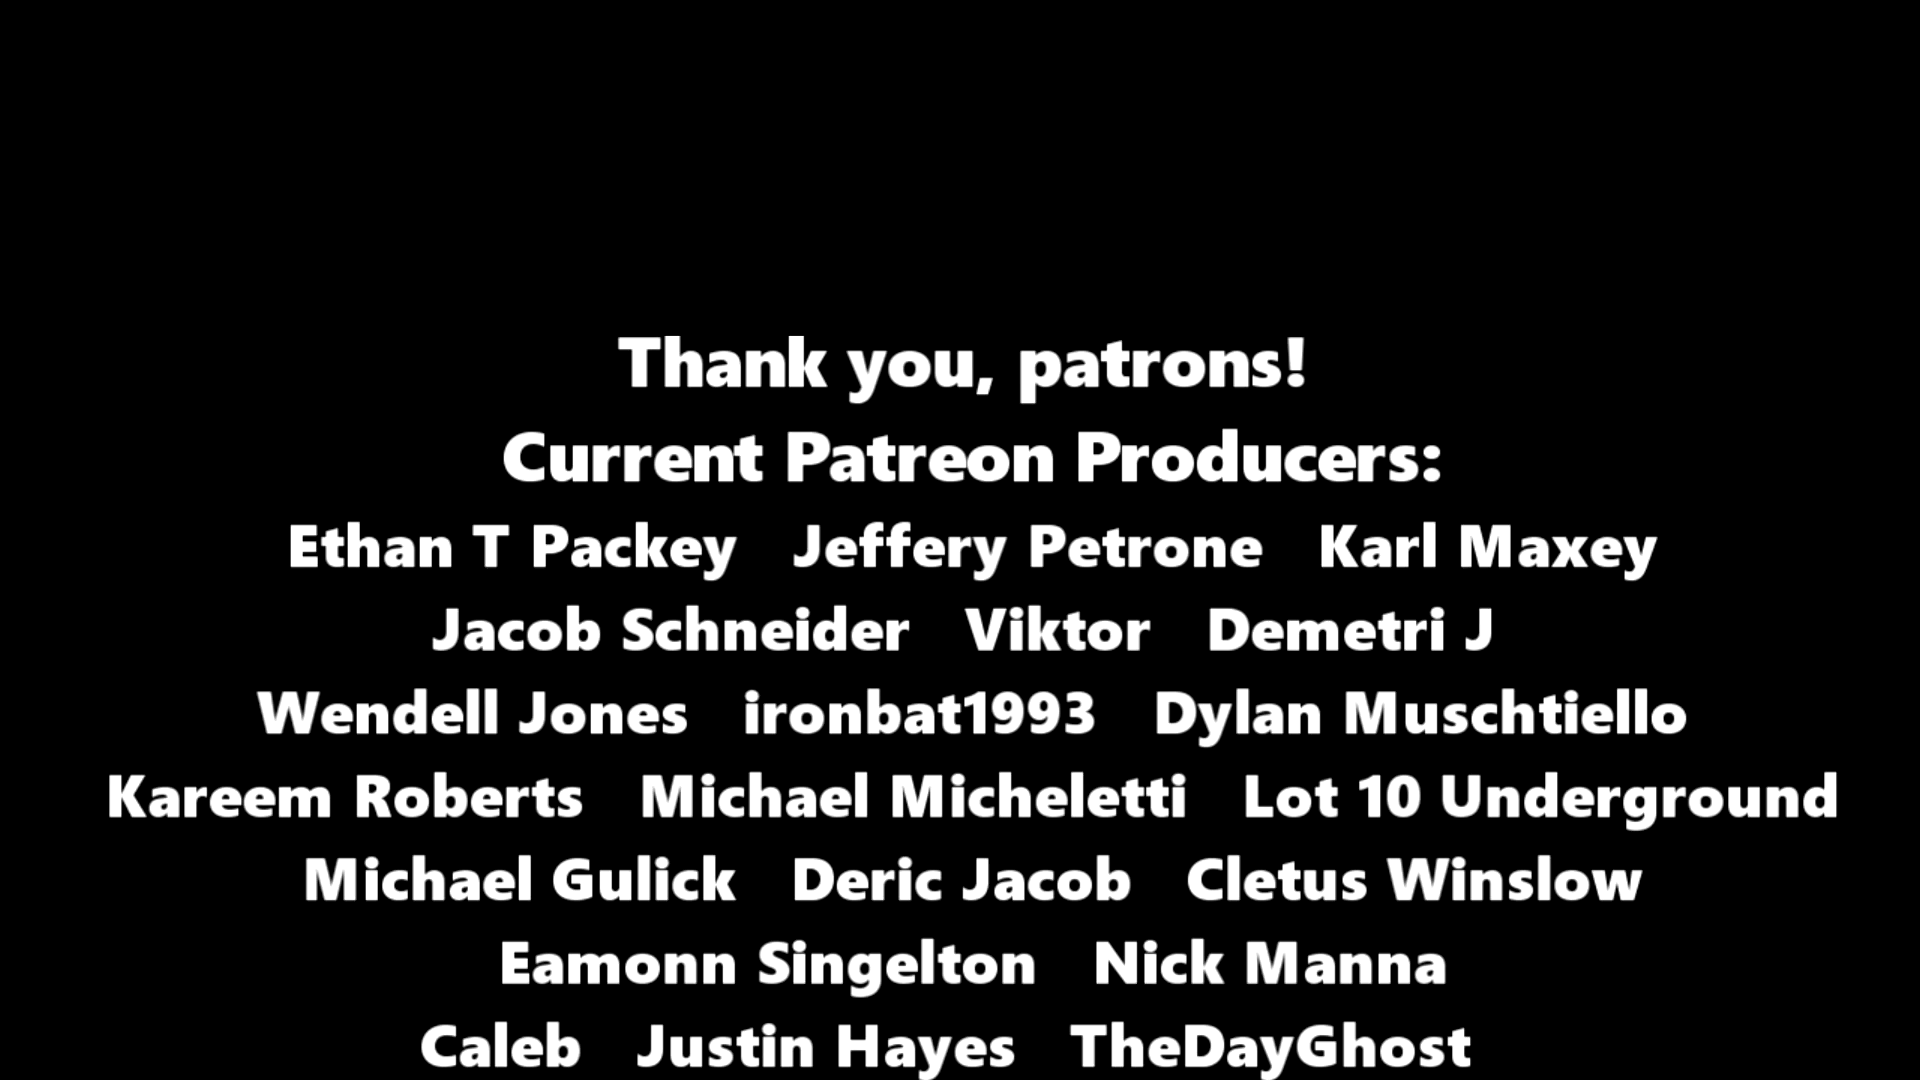 Thank you, patrons!
Current Patreon Producers:
Ethan T Packey Jeffery Petrone Karl Maxey
Jacob Schneider Viktor Demetri J
Wendell Jones ironbat1993 Dylan Muschtiello
Kareem Roberts Michael Micheletti Lot 10 Underground
Michael Gulick Deric Jacob Cletus Winslow
Eamonn Singelton Nick Manna
Caleb Justin Hayes TheDayGhost